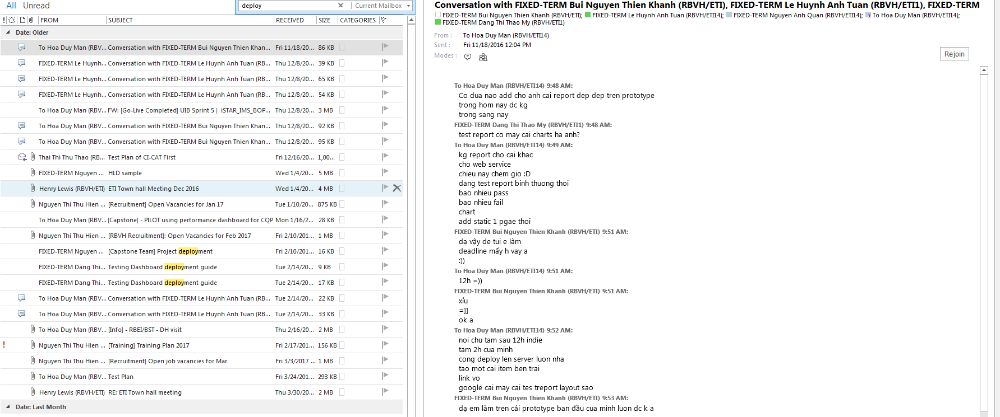 All Unread
deploy
Current Mailbox
FROM SUBJECT RECEIVED SIZE CATEGORIES
Date: Older
To Hoa Duy Man (RBV... Conversation with FIXED-TERM Bui Nguyen Thien Khan... Fri 11/18/20... 86 KB
FIXED-TERM Le Huynh... Conversation with FIXED-TERM Le Huynh Anh Tuan (RB... Thu 12/8/20... 39 KB
FIXED-TERM Le Huynh... Conversation with FIXED-TERM Le Huynh Anh Tuan (RB... Thu 12/8/20... 65 KB
FIXED-TERM Le Huynh... Conversation with FIXED-TERM Le Huynh Anh Tuan (RB... Thu 12/8/20... 54 KB
To Hoa Duy Man (RBV... FW: [Go-Live Completed] UIB Sprint 5 | iSTAR_IMS_BOP... Thu 12/8/20... 3 MB
To Hoa Duy Man (RBV... Conversation with FIXED-TERM Bui Nguyen Thien Khan... Thu 12/8/20... 92 KB
To Hoa Duy Man (RBV... Conversation with FIXED-TERM Bui Nguyen Thien Khan... Thu 12/8/20... 95 KB
Thai Thi Thu Thao (RB... Test Plan of CI-CAT First Fri 12/16/20... 1,00...
FIXED-TERM Nguyen ... HLD sample Wed 1/4/20... 5 MB
Henry Lewis (RBVH/ETI) ETI Town hall Meeting Dec 2016 Wed 1/4/20... 4 MB
Nguyen Thi Thu Hien ... [Recruitment] Open Vacancies for Jan 17 Tue 1/10/20... 875 KB
To Hoa Duy Man (RBV... [Capstone] - PILOT using performance dashboard for CQP Mon 1/16/2... 28 KB
Nguyen Thi Thu Hien ... [RBVH Recruitment]: Open Vacancies for Feb 2017 Fri 2/10/201... 1 MB
FIXED-TERM Nguyen ... [Capstone Team] Project deployment Fri 2/10/201... 16 KB
FIXED-TERM Dang Thi... Testing Dashboard deployment guide Tue 2/14/20... 9 KB
FIXED-TERM Dang Thi... Testing Dashboard deployment guide Tue 2/14/20... 17 KB
To Hoa Duy Man (RBV... Conversation with FIXED-TERM Le Huynh Anh Tuan (RB... Tue 2/14/20... 22 KB
To Hoa Duy Man (RBV... Conversation with FIXED-TERM Le Huynh Anh Tuan (RB... Tue 2/14/20... 33 KB
To Hoa Duy Man (RBV... [Info] - RBEI/BST - DH visit Thu 2/16/20... 2 MB
! Nguyen Thi Thu Hien ... [Training] Training Plan 2017 Fri 2/17/201... 156 KB
Nguyen Thi Thu Hien ... [Recruitment] Open job vacancies for Mar Fri 3/3/2017 ... 1 MB
To Hoa Duy Man (RBV... Test Plan Fri 3/24/201... 293 KB
Henry Lewis (RBVH/ETI) RE: ETI Town hall meeting Thu 3/30/20... 2 MB
Date: Last Month
Conversation with FIXED-TERM Bui Nguyen Thien Khanh (RBVH/ETI), FIXED-TERM Le Huynh Anh Tuan (RBVH/ETI1), FIXED-TERM
FIXED-TERM Bui Nguyen Thien Khanh (RBVH/ETI); FIXED-TERM Le Huynh Anh Tuan (RBVH/ETI14); FIXED-TERM Nguyen Anh Quan (RBVH/ETI14); To Hoa Duy Man (RBVH/ETI14);
FIXED-TERM Dang Thi Thao My (RBVH/ETI1)
From : To Hoa Duy Man (RBVH/ETI14)
Sent : Fri 11/18/2016 12:04 PM
Modes :
Rejoin
To Hoa Duy Man (RBVH/ETI14) 9:48 AM:
Co dua nao add cho anh cai report dep dep tren prototype
trong hom nay dc kg
trong sang nay
FIXED-TERM Dang Thi Thao My (RBVH/ETI1) 9:48 AM:
test report co may cai charts ha anh?
To Hoa Duy Man (RBVH/ETI14) 9:49 AM:
kg report cho cai khac
cho web service
chieu nay chem gio :D
dang test report binh thuong thoi
bao nhieu pass
bao nhieu fail
chart
add static 1 pgae thoi
FIXED-TERM Bui Nguyen Thien Khanh (RBVH/ETI) 9:51 AM:
dạ vậy de tui e làm
deadline mấy h vay a
:))
To Hoa Duy Man (RBVH/ETI14) 9:51 AM:
12h =))
FIXED-TERM Bui Nguyen Thien Khanh (RBVH/ETI) 9:51 AM:
xỉu
=]]
ok a
To Hoa Duy Man (RBVH/ETI14) 9:52 AM:
noi chu tam sau 12h indie
tam 2h cua minh
cong deploy len server luon nha
tao mot cai item ben trai
link vo
google cai may cai tes treport layout sao
FIXED-TERM Bui Nguyen Thien Khanh (RBVH/ETI) 9:53 AM:
dạ em làm tren cái prototype ban đầu cua mình luon dc k a